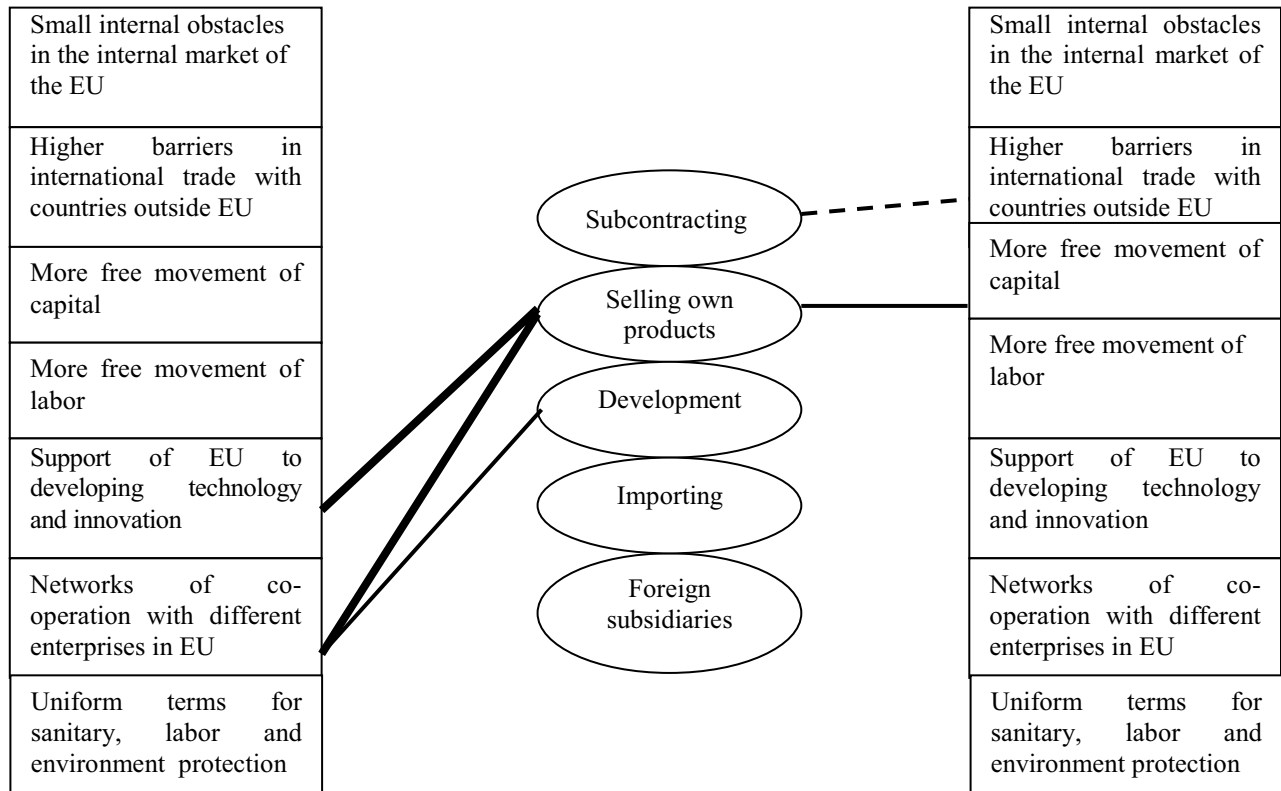 Small internal obstacles
in the internal market of
the EU
Higher barriers in
international trade with
countries outside EU
More free movement of
capital
More free movement of
labor
Support of EU to
developing technology
and innovation
Networks of co-
operation with different
enterprises in EU
Uniform terms for
sanitary, labor and
environment protection
Subcontracting
Selling own
products
Development
Importing
Foreign
subsidiaries
Small internal obstacles
in the internal market of
the EU
Higher barriers in
international trade with
countries outside EU
More free movement of
capital
More free movement of
labor
Support of EU to
developing technology
and innovation
Networks of co-
operation with different
enterprises in EU
Uniform terms for
sanitary, labor and
environment protection